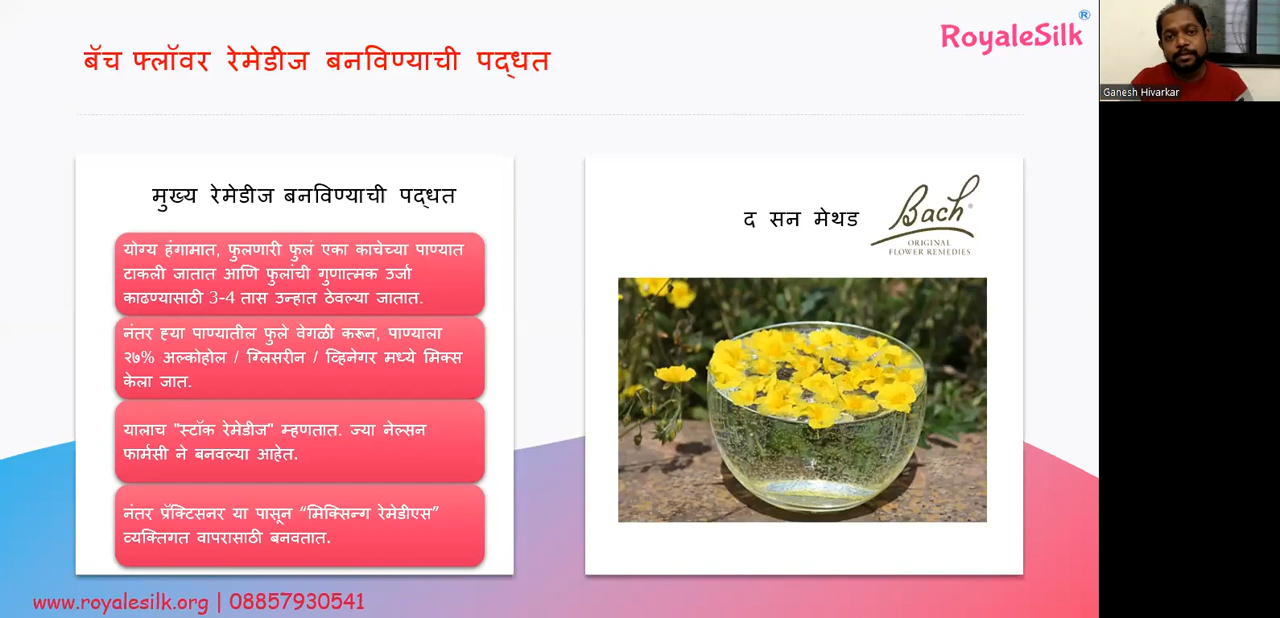 RoyaleSilk®
बॅच फ्लॉवर रेमेडीज बनविण्याची पद्धत
Ganesh Hivarkar
मुख्य रेमेडीज बनविण्याची पद्धत
योग्य हंगामात, फुलणारी फुलं एका काचेच्या पाण्यात
टाकली जातात आणि फुलांची गुणात्मक उर्जा
काढण्यासाठी 3-4 तास उन्हात ठेवल्या जातात.
नंतर ह्या पाण्यातील फुले वेगळी करून, पाण्याला
२७% अल्कोहोल / ग्लिसरीन / व्हिनेगर मध्ये मिक्स
केला जात.
यालाच "स्टॉक रेमेडीज" म्हणतात. ज्या नेल्सन
फार्मसी ने बनवल्या आहेत.
नंतर प्रॅक्टिसनर या पासून “मिक्सिन्ग रेमेडीएस”
व्यक्तिगत वापरासाठी बनवतात.
द सन मेथड
Bach®
ORIGINAL
FLOWER REMEDIES
www.royalesilk.org | 08857930541